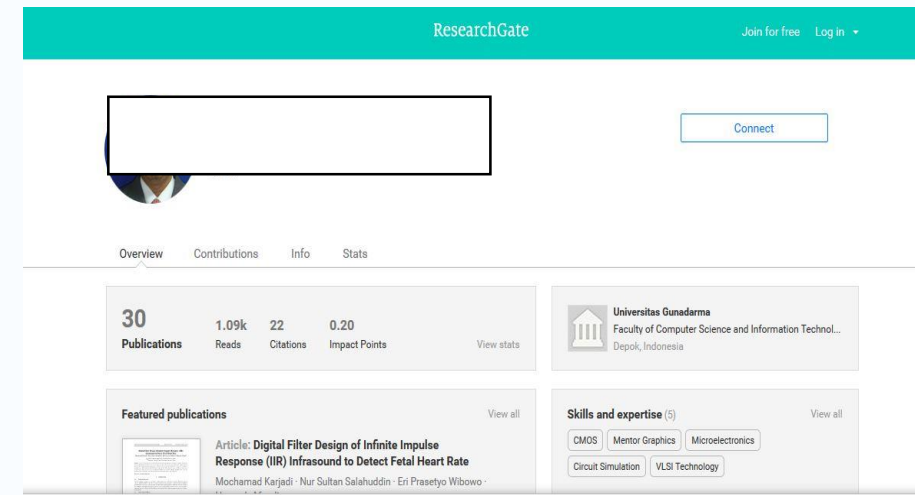 ResearchGate
Join for free Log in
Connect
Overview Contributions Info Stats
30
Publications
1.09k
Reads
22
Citations
0.20
Impact Points
View stats
Universitas Gunadarma
Faculty of Computer Science and Information Technol...
Depok, Indonesia
Featured publications View all
Article: Digital Filter Design of Infinite Impulse
Response (IIR) Infrasound to Detect Fetal Heart Rate
Mochamad Karjadi · Nur Sultan Salahuddin · Eri Prasetyo Wibowo ·
Skills and expertise (5) View all
CMOS Mentor Graphics Microelectronics
Circuit Simulation VLSI Technology